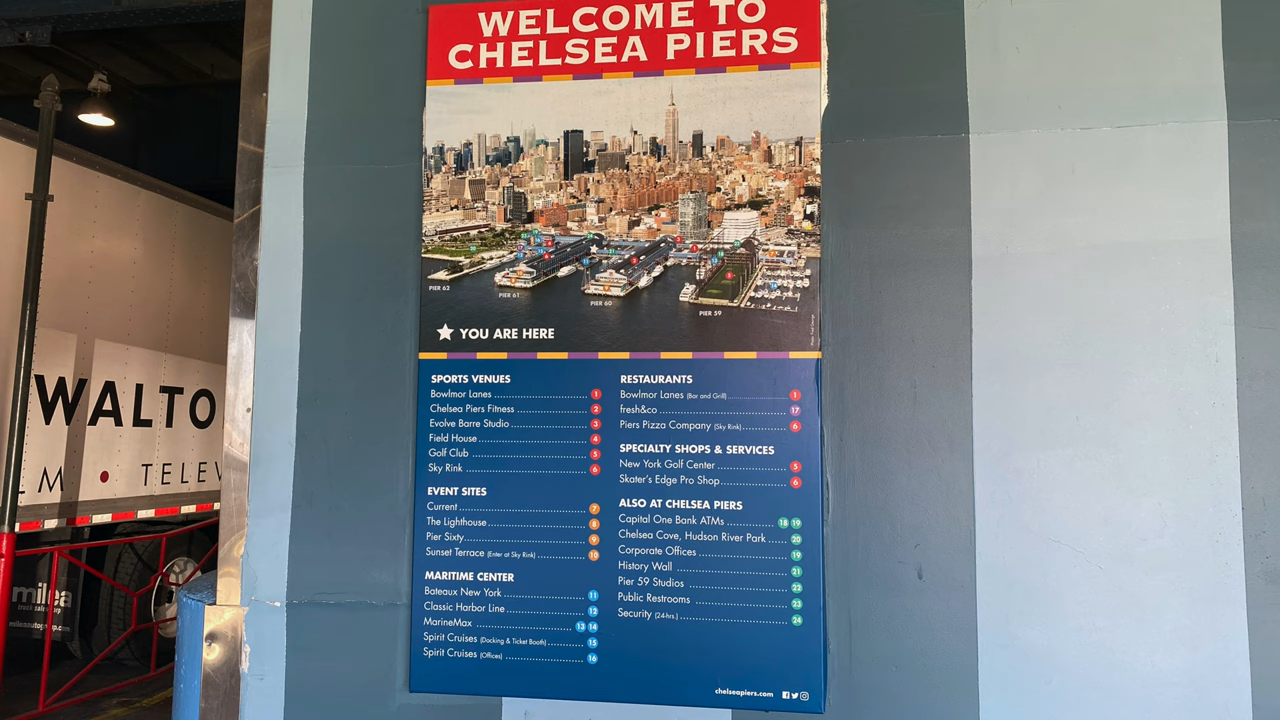 WELCOME TO
CHELSEA PIERS
PIER 62
PIER 61
PIER 60
PIER 59
YOU ARE HERE
SPORTS VENUES
Bowlmor Lanes 1
Chelsea Piers Fitness 2
Evolve Barre Studio 3
Field House 4
Golf Club 5
Sky Rink 6
EVENT SITES
Current 7
The Lighthouse 8
Pier Sixty 9
Sunset Terrace (Enter at Sky Rink) 10
MARITIME CENTER
Bateaux New York 11
Classic Harbor Line 12
MarineMax 13 14
Spirit Cruises (Docking & Ticket Booth) 15
Spirit Cruises (Offices) 16
RESTAURANTS
Bowlmor Lanes (Bar and Grill) 1
fresh&co 17
Piers Pizza Company (Sky Rink) 6
SPECIALTY SHOPS & SERVICES
New York Golf Center 5
Skater's Edge Pro Shop 6
ALSO AT CHELSEA PIERS
Capital One Bank ATMs 18 19
Chelsea Cove, Hudson River Park 20
Corporate Offices 19
History Wall 21
Pier 59 Studios 22
Public Restrooms 23
Security (24-hrs.) 24
chelseapiers.com
WALTO
LM • TELEV
milea
truck sales corp
mileaautogroup.com